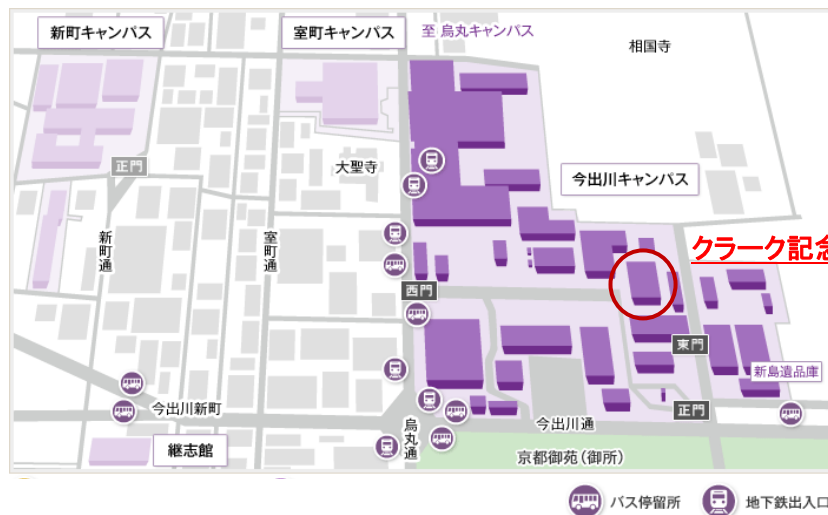 新町キャンパス
室町キャンパス
至 烏丸キャンパス
相国寺
正門
大聖寺
今出川キャンパス
新町通
室町通
クラーク記念
西門
東門
新島遺品庫
今出川新町
正門
烏丸通
今出川通
継志館
京都御苑(御所)
バス停留所
地下鉄出入口